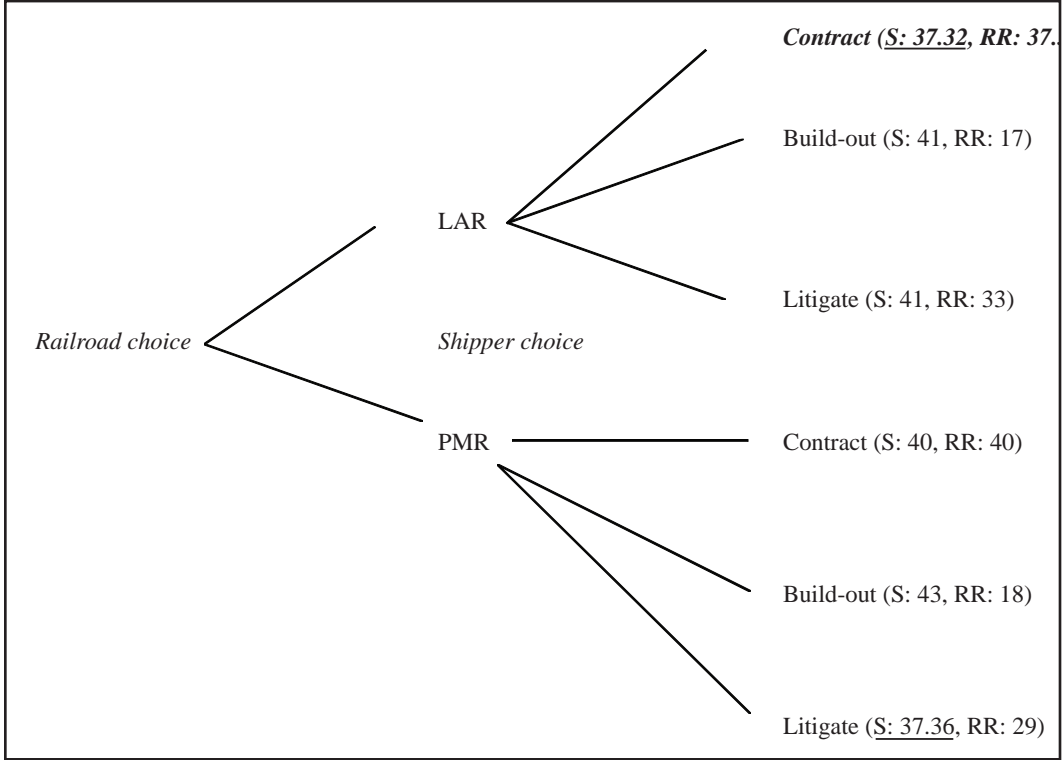 Contract (S: 37.32, RR: 37.
Build-out (S: 41, RR: 17)
LAR
Litigate (S: 41, RR: 33)
Railroad choice
Shipper choice
PMR
Contract (S: 40, RR: 40)
Build-out (S: 43, RR: 18)
Litigate (S: 37.36, RR: 29)